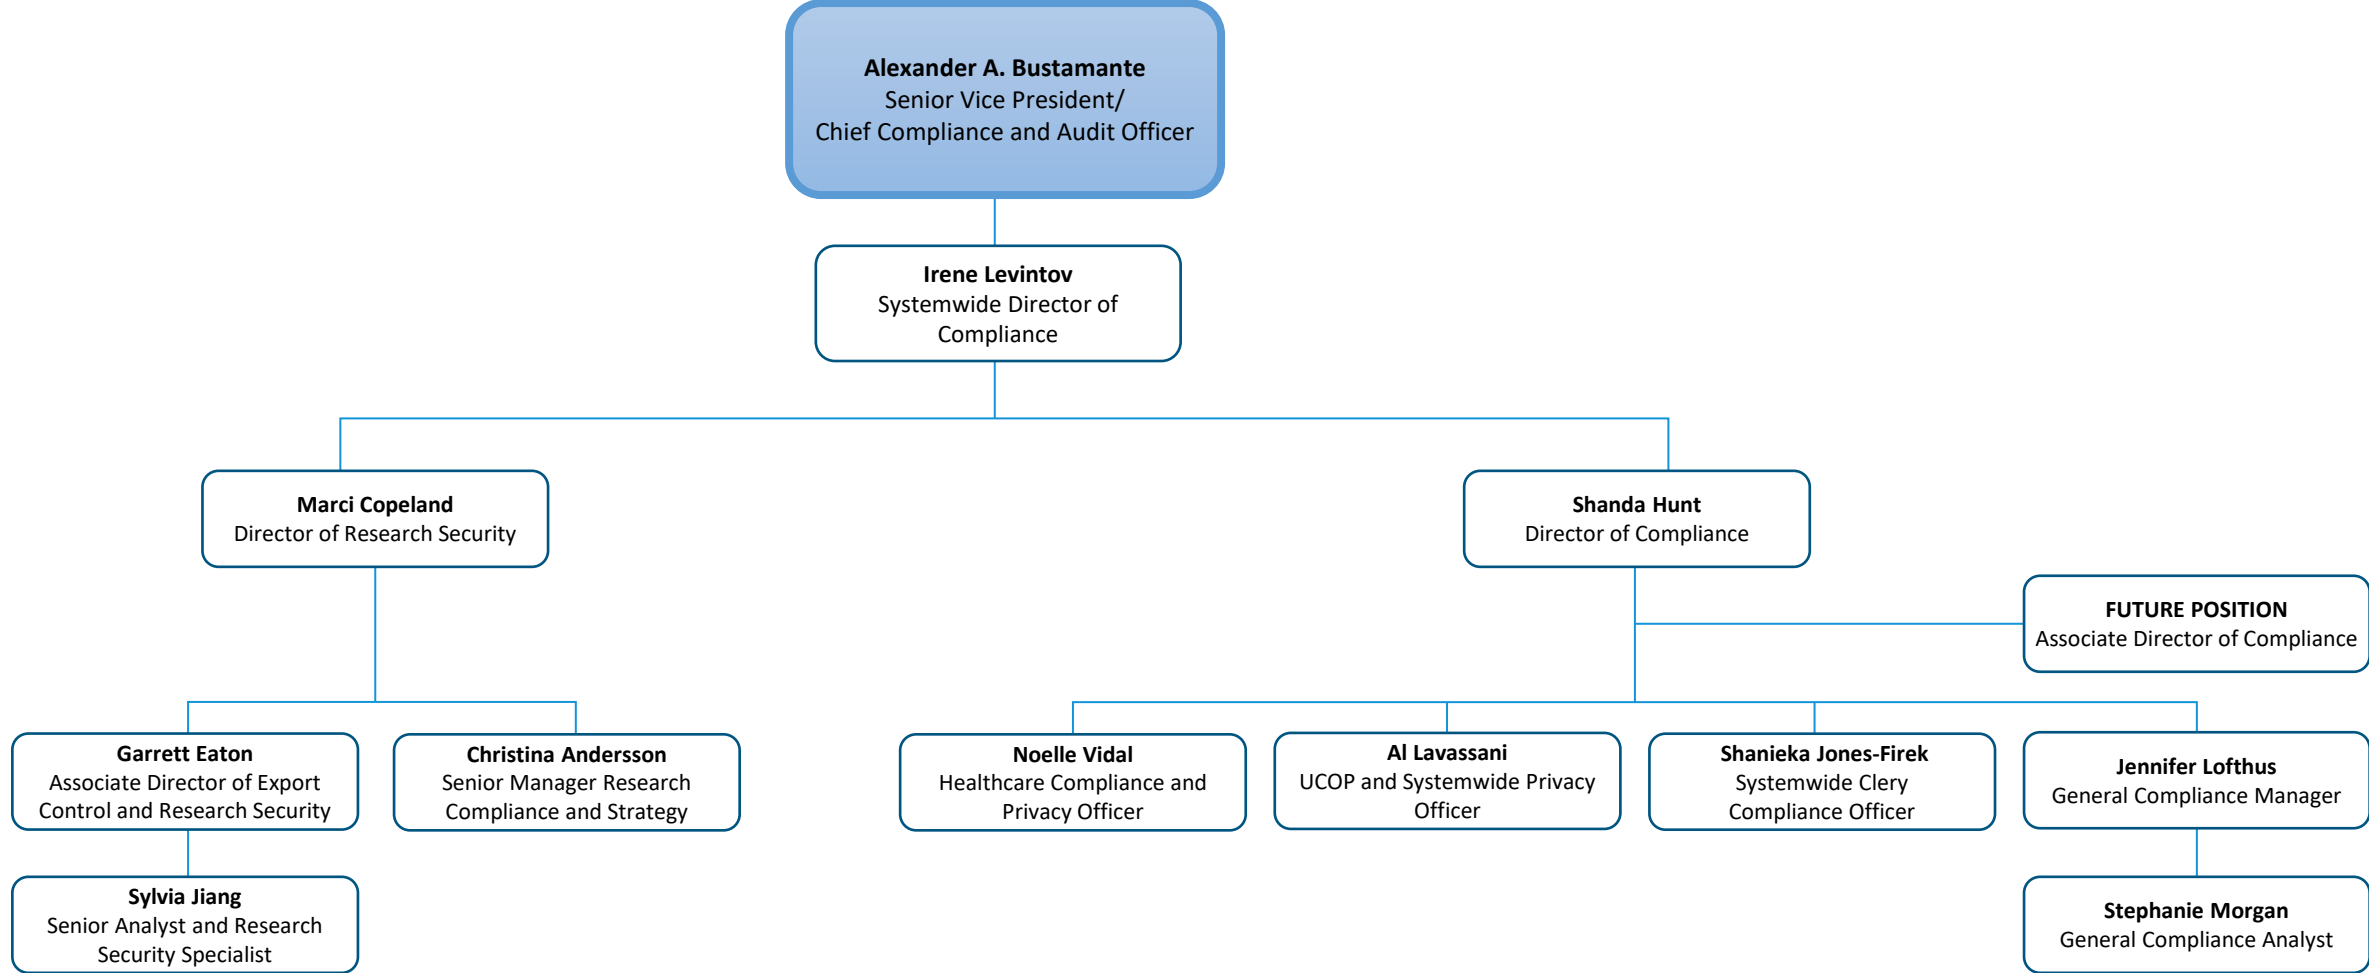 Alexander A. Bustamante
Senior Vice President/
Chief Compliance and Audit Officer
Irene Levintov
Systemwide Director of
Compliance
Marci Copeland
Director of Research Security
Shanda Hunt
Director of Compliance
FUTURE POSITION
Associate Director of Compliance
Garrett Eaton
Associate Director of Export
Control and Research Security
Christina Andersson
Senior Manager Research
Compliance and Strategy
Noelle Vidal
Healthcare Compliance and
Privacy Officer
Al Lavassani
UCOP and Systemwide Privacy
Officer
Shanieka Jones-Firek
Systemwide Clery
Compliance Officer
Jennifer Lofthus
General Compliance Manager
Sylvia Jiang
Senior Analyst and Research
Security Specialist
Stephanie Morgan
General Compliance Analyst